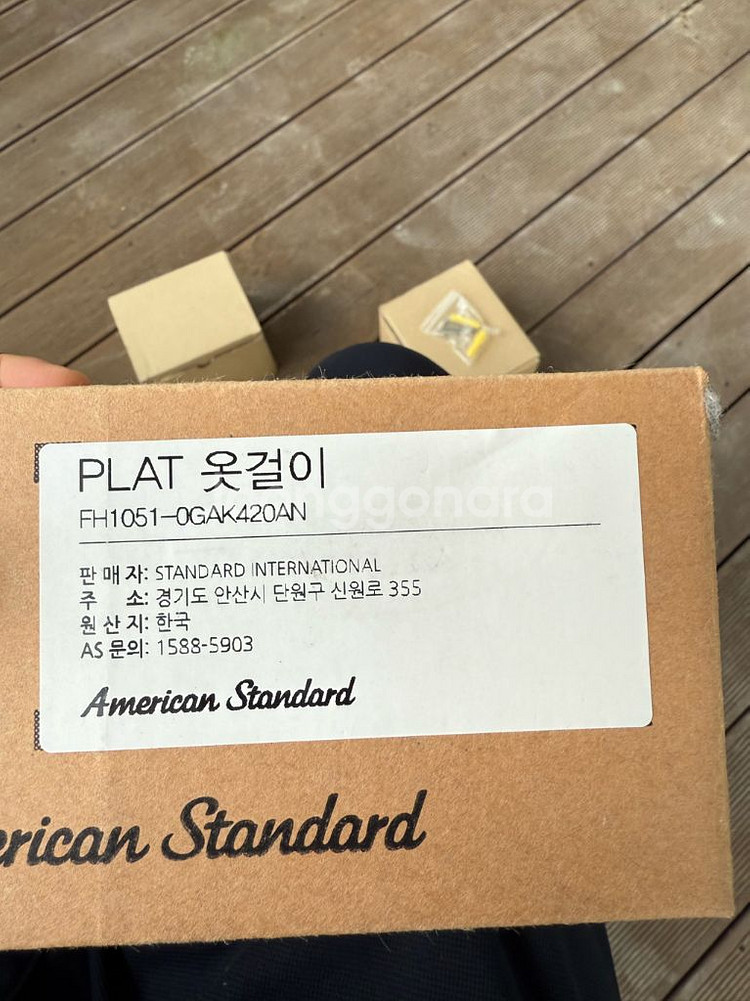 PLAT 옷걸이
joonggonara
FH1051-0GAK420AN
판 매 자: STANDARD INTERNATIONAL
주 소: 경기도 안산시 단원구 신원로 355
원 산 지: 한국
AS 문의: 1588-5903
American Standard
erican Standard